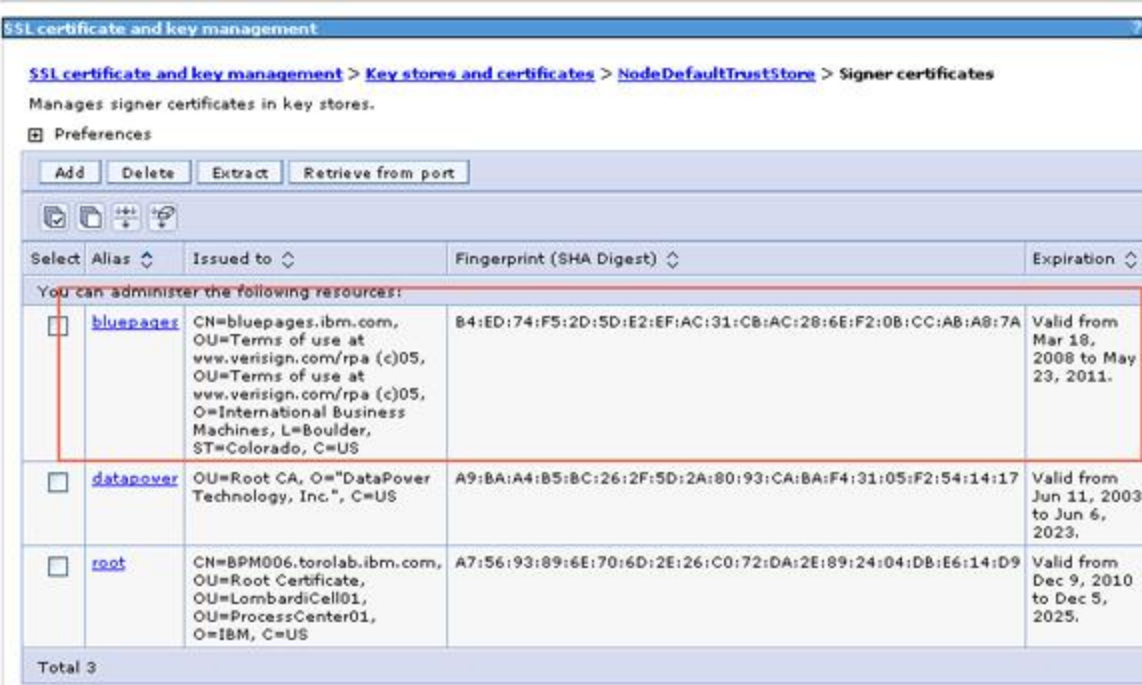 SSL certificate and key management
?
SSL certificate and key management > Key stores and certificates > NodeDefaultTrustStore > Signer certificates
Manages signer certificates in key stores.
Preferences
Add Delete Extract Retrieve from port
Select Alias Issued to Fingerprint (SHA Digest) Expiration
You can administer the following resources:
bluepages
CN=bluepages.ibm.com,
OU=Terms of use at
www.verisign.com/rpa (c)05,
OU=Terms of use at
www.verisign.com/rpa (c)05,
O=International Business
Machines, L=Boulder,
ST=Colorado, C=US
B4:ED:74:F5:2D:5D:E2:EF:AC:31:CB:AC:28:6E:F2:0B:CC:AB:A8:7A
Valid from
Mar 18,
2008 to May
23, 2011.
datapower
OU=Root CA, O="DataPower
Technology, Inc.", C=US
A9:BA:A4:B5:BC:26:2F:5D:2A:80:93:CA:BA:F4:31:05:F2:54:14:17
Valid from
Jun 11, 2003
to Jun 6,
2023.
root
CN=BPM006.torolab.ibm.com,
OU=Root Certificate,
OU=LombardiCell01,
OU=ProcessCenter01,
O=IBM, C=US
A7:56:93:89:6E:70:6D:2E:26:C0:72:DA:2E:89:24:04:DB:E6:14:D9
Valid from
Dec 9, 2010
to Dec 5,
2025.
Total 3